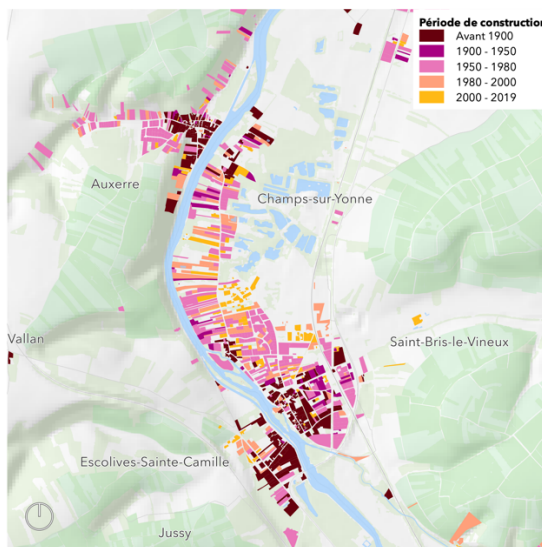 Période de construction
Avant 1900
1900 - 1950
1950 - 1980
1980 - 2000
2000 - 2019
Auxerre
Champs-sur-Yonne
Vallan
Saint-Bris-le-Vineux
Escolives-Sainte-Camille
Jussy